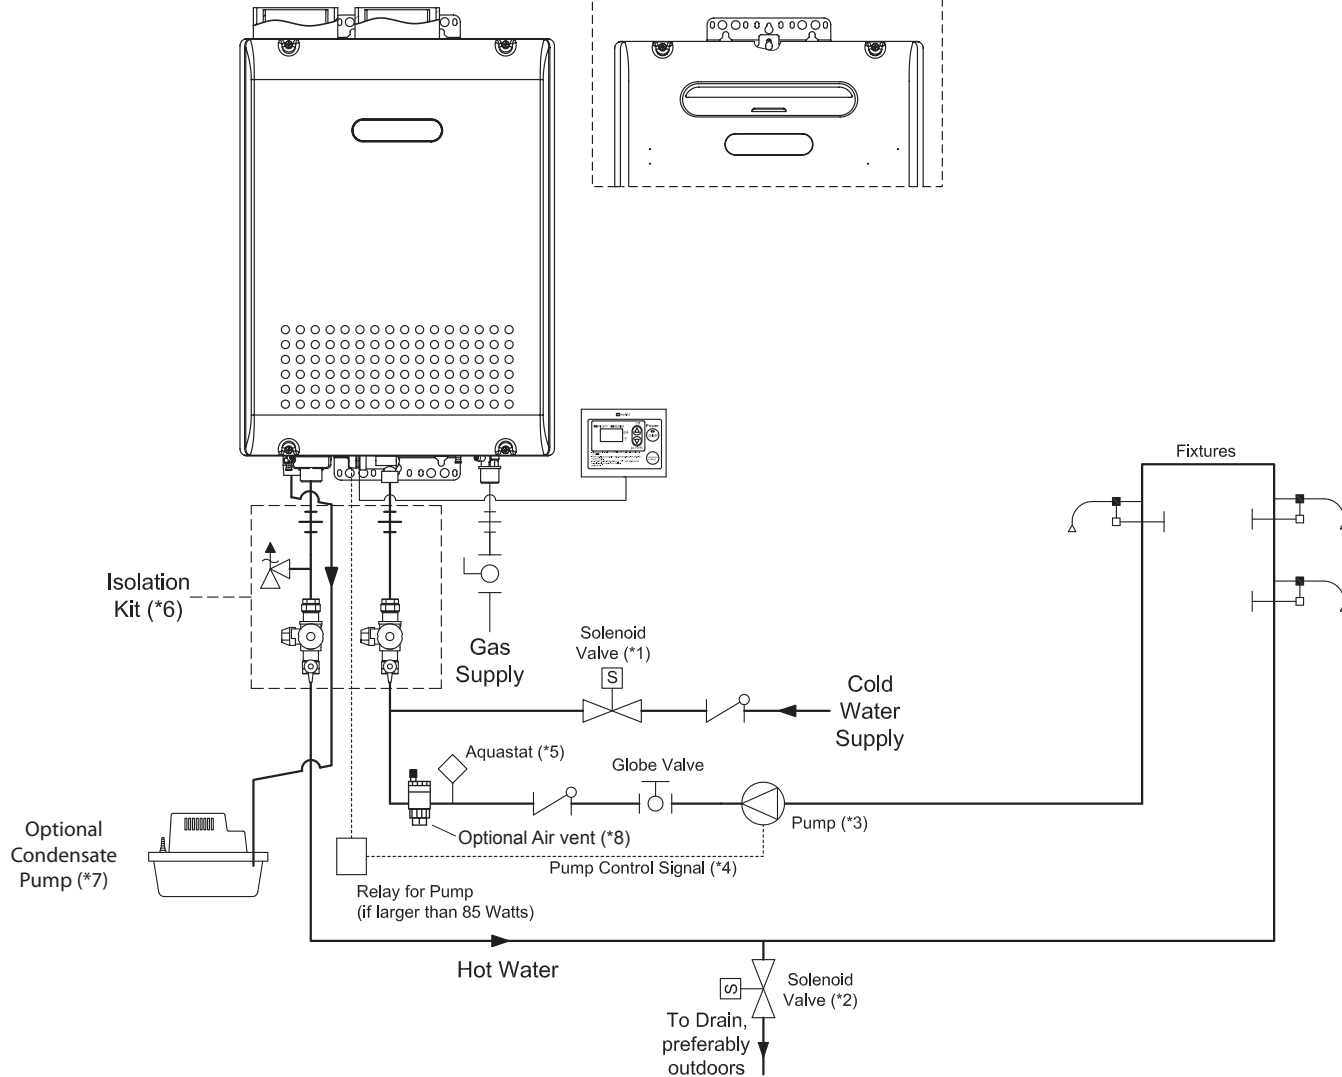 Fixtures
Isolation
Kit (*6)
Gas
Supply
Solenoid
Valve (*1)
S
Cold
Water
Supply
Aquastat (*5)
Globe Valve
Pump (*3)
Optional Air vent (*8)
Optional
Condensate
Pump (*7)
Pump Control Signal (*4)
Relay for Pump
(if larger than 85 Watts)
Hot Water
S
Solenoid
Valve (*2)
To Drain,
preferably
outdoors